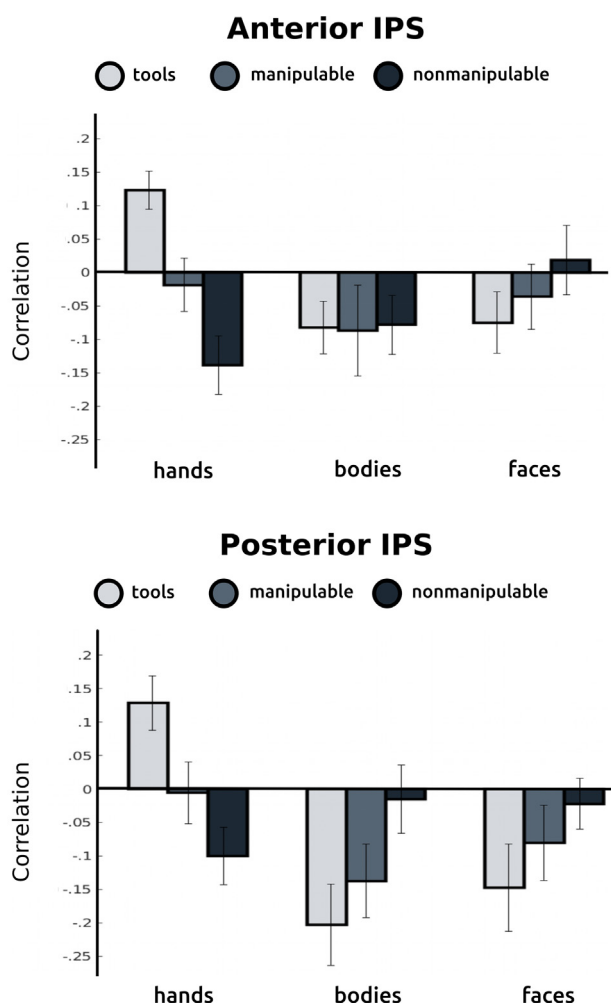 Anterior IPS
tools manipulable nonmanipulable
.2
.15
.1
.05
0
-.05
-.1
-.15
-.2
-.25
Correlation
hands bodies faces
Posterior IPS
tools manipulable nonmanipulable
.2
.15
.1
.05
0
-.05
-.1
-.15
-.2
-.25
Correlation
hands bodies faces